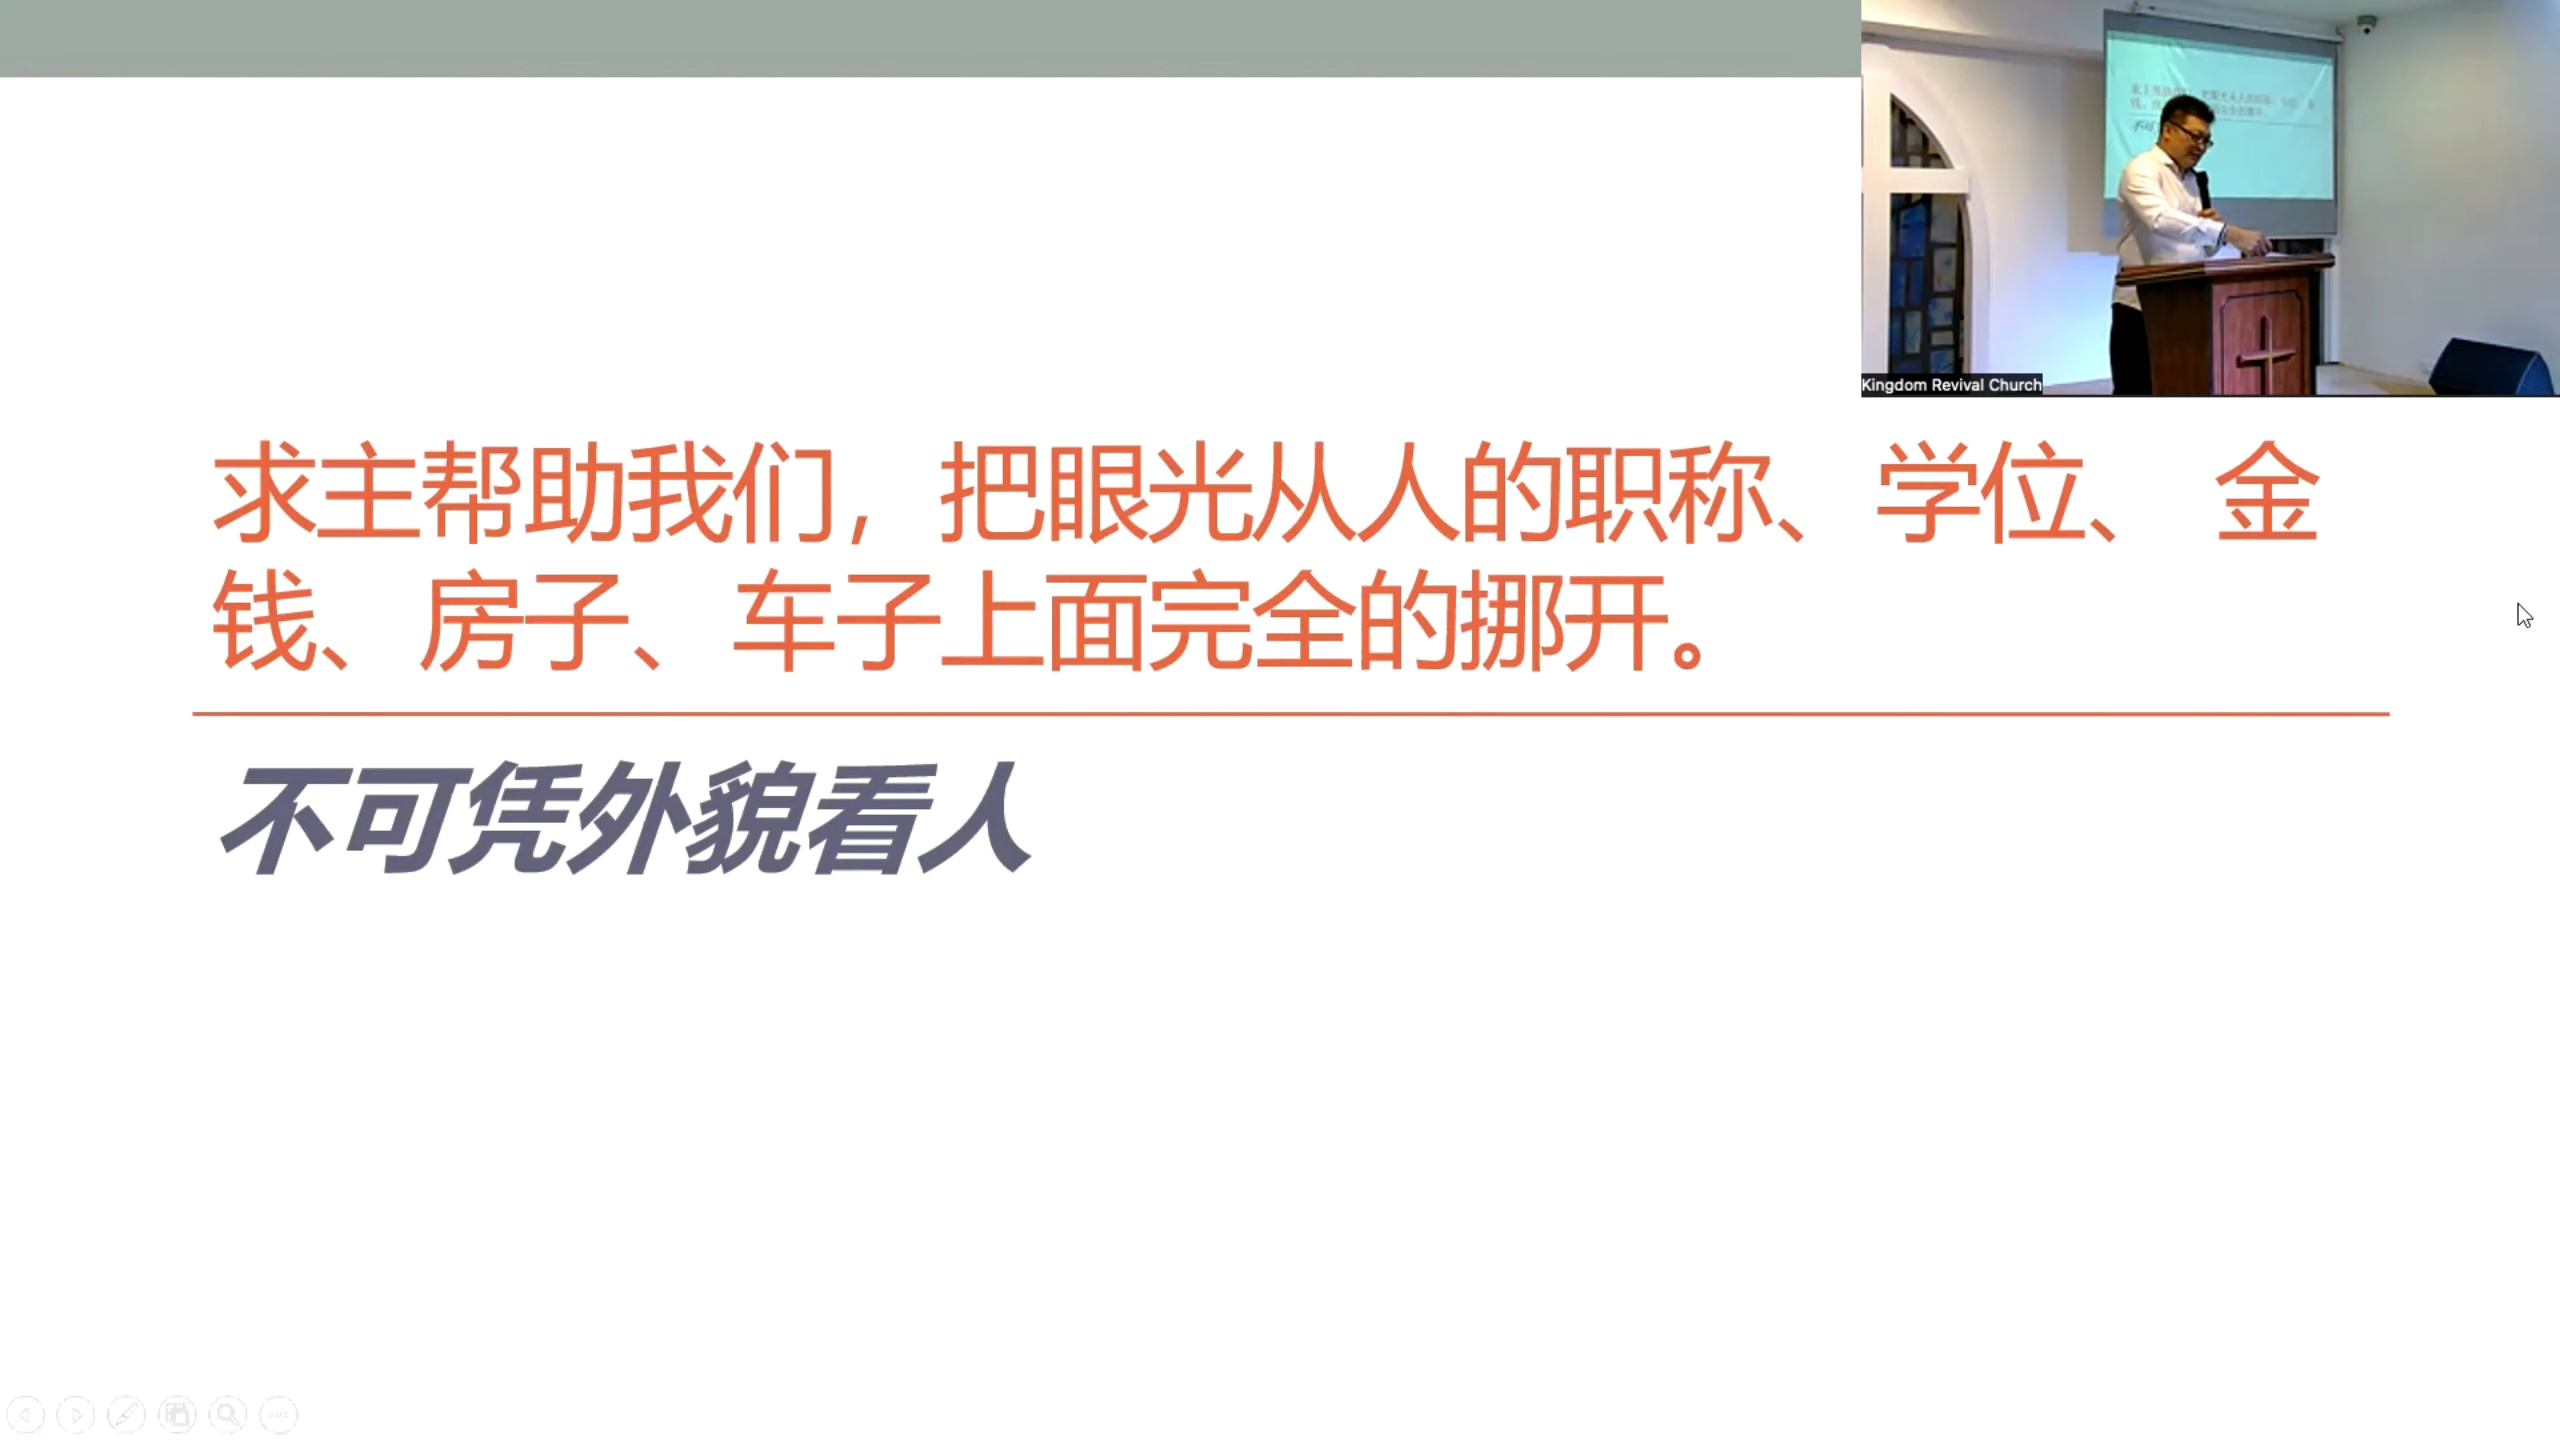 Kingdom Revival Church
求主帮助我们，把眼光从人的职称、学位、 金
钱、房子、车子上面完全的挪开。
不可凭外貌看人